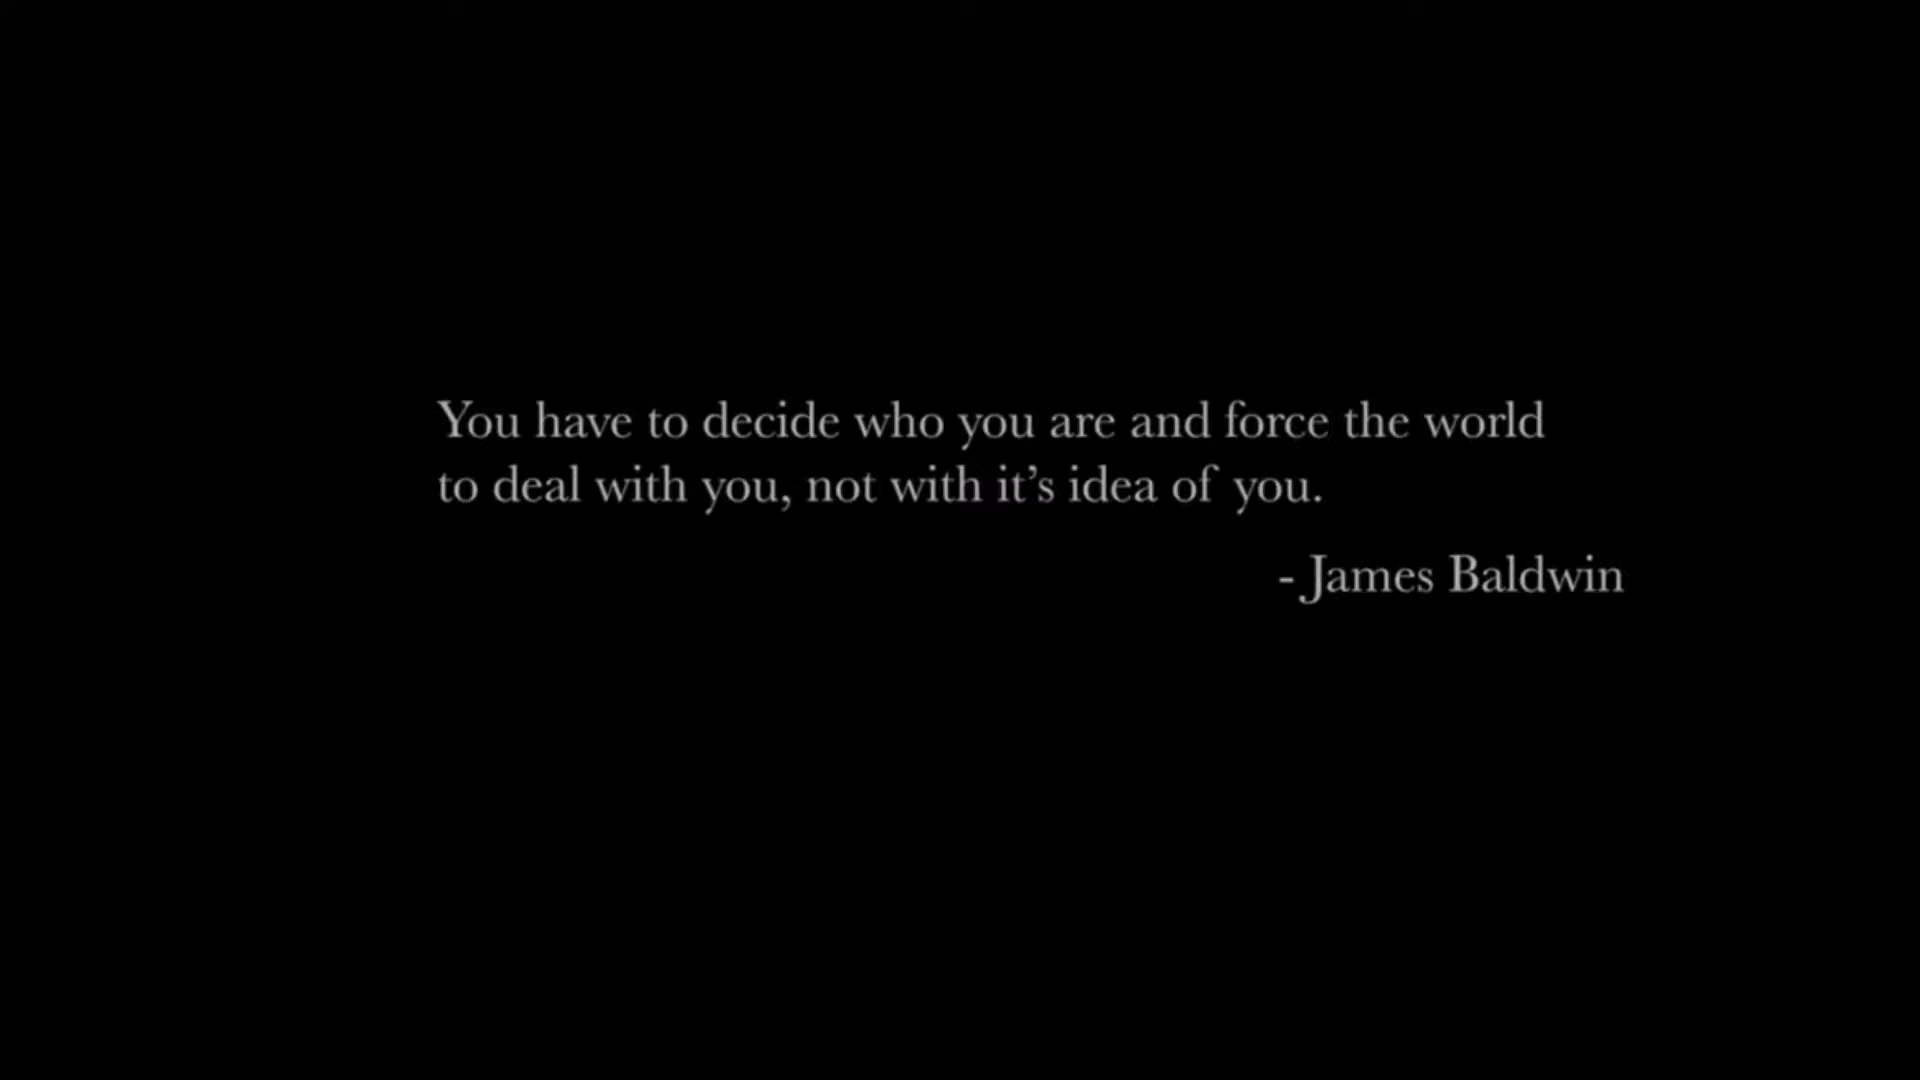 You have to decide who you are and force the world
to deal with you, not with it’s idea of you.
- James Baldwin